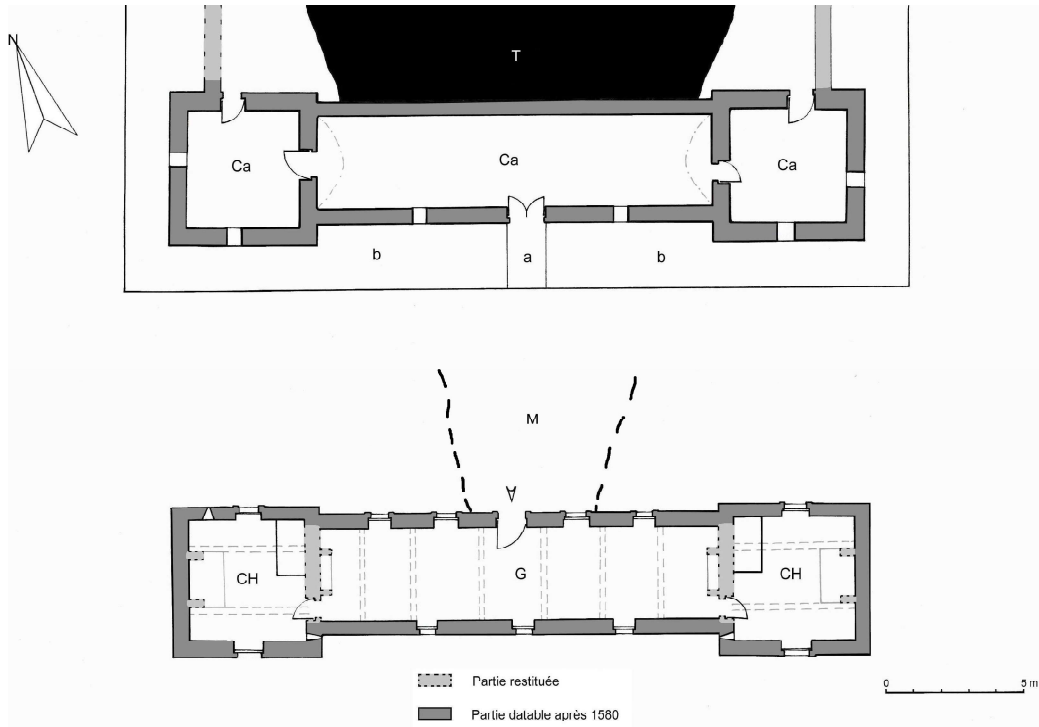 N
T
Ca
Ca
Ca
b
a
b
M
A
CH
G
CH
Partie restituée
Partie datable après 1580
0
5 m